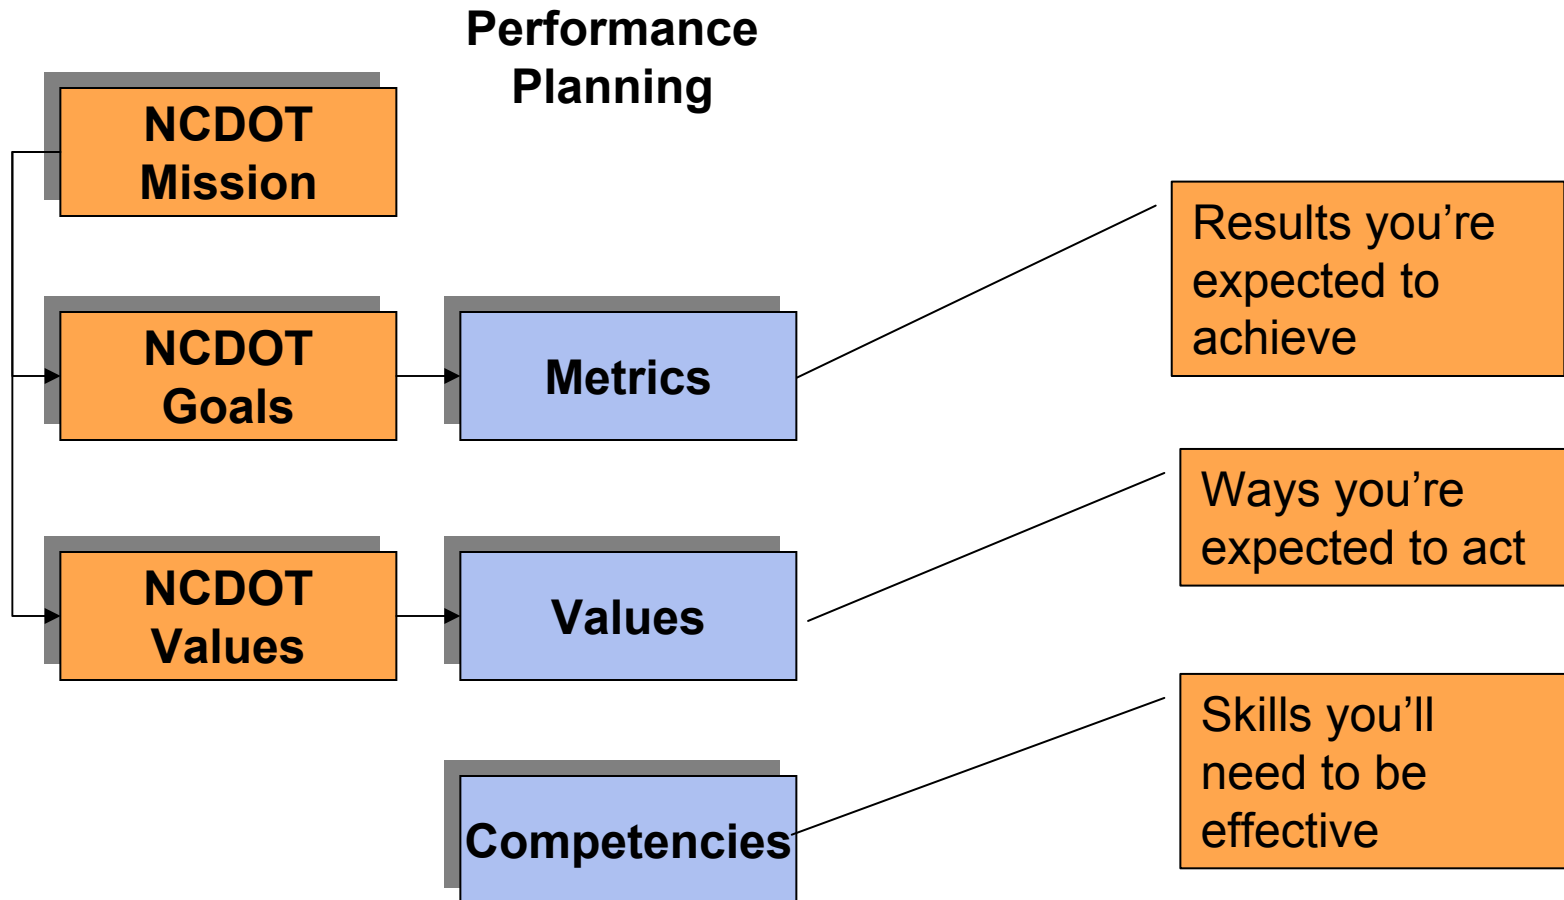 Performance
Planning
NCDOT
Mission
NCDOT
Goals
Metrics
Results you’re
expected to
achieve
NCDOT
Values
Values
Ways you’re
expected to act
Competencies
Skills you’ll
need to be
effective